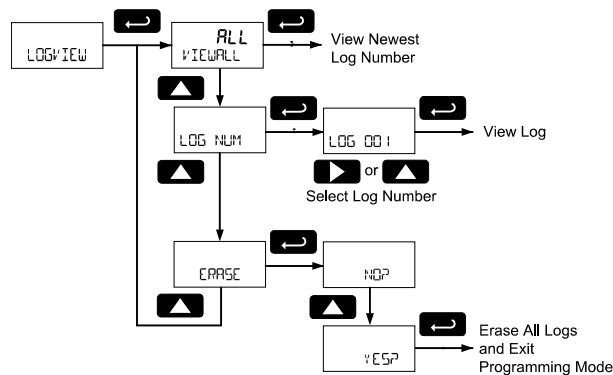 LOGVIEW
ALL
VIEWALL
View Newest
Log Number
LOG NUM
LOG 001
View Log
or
Select Log Number
ERASE
NO?
YES?
Erase All Logs
and Exit
Programming Mode